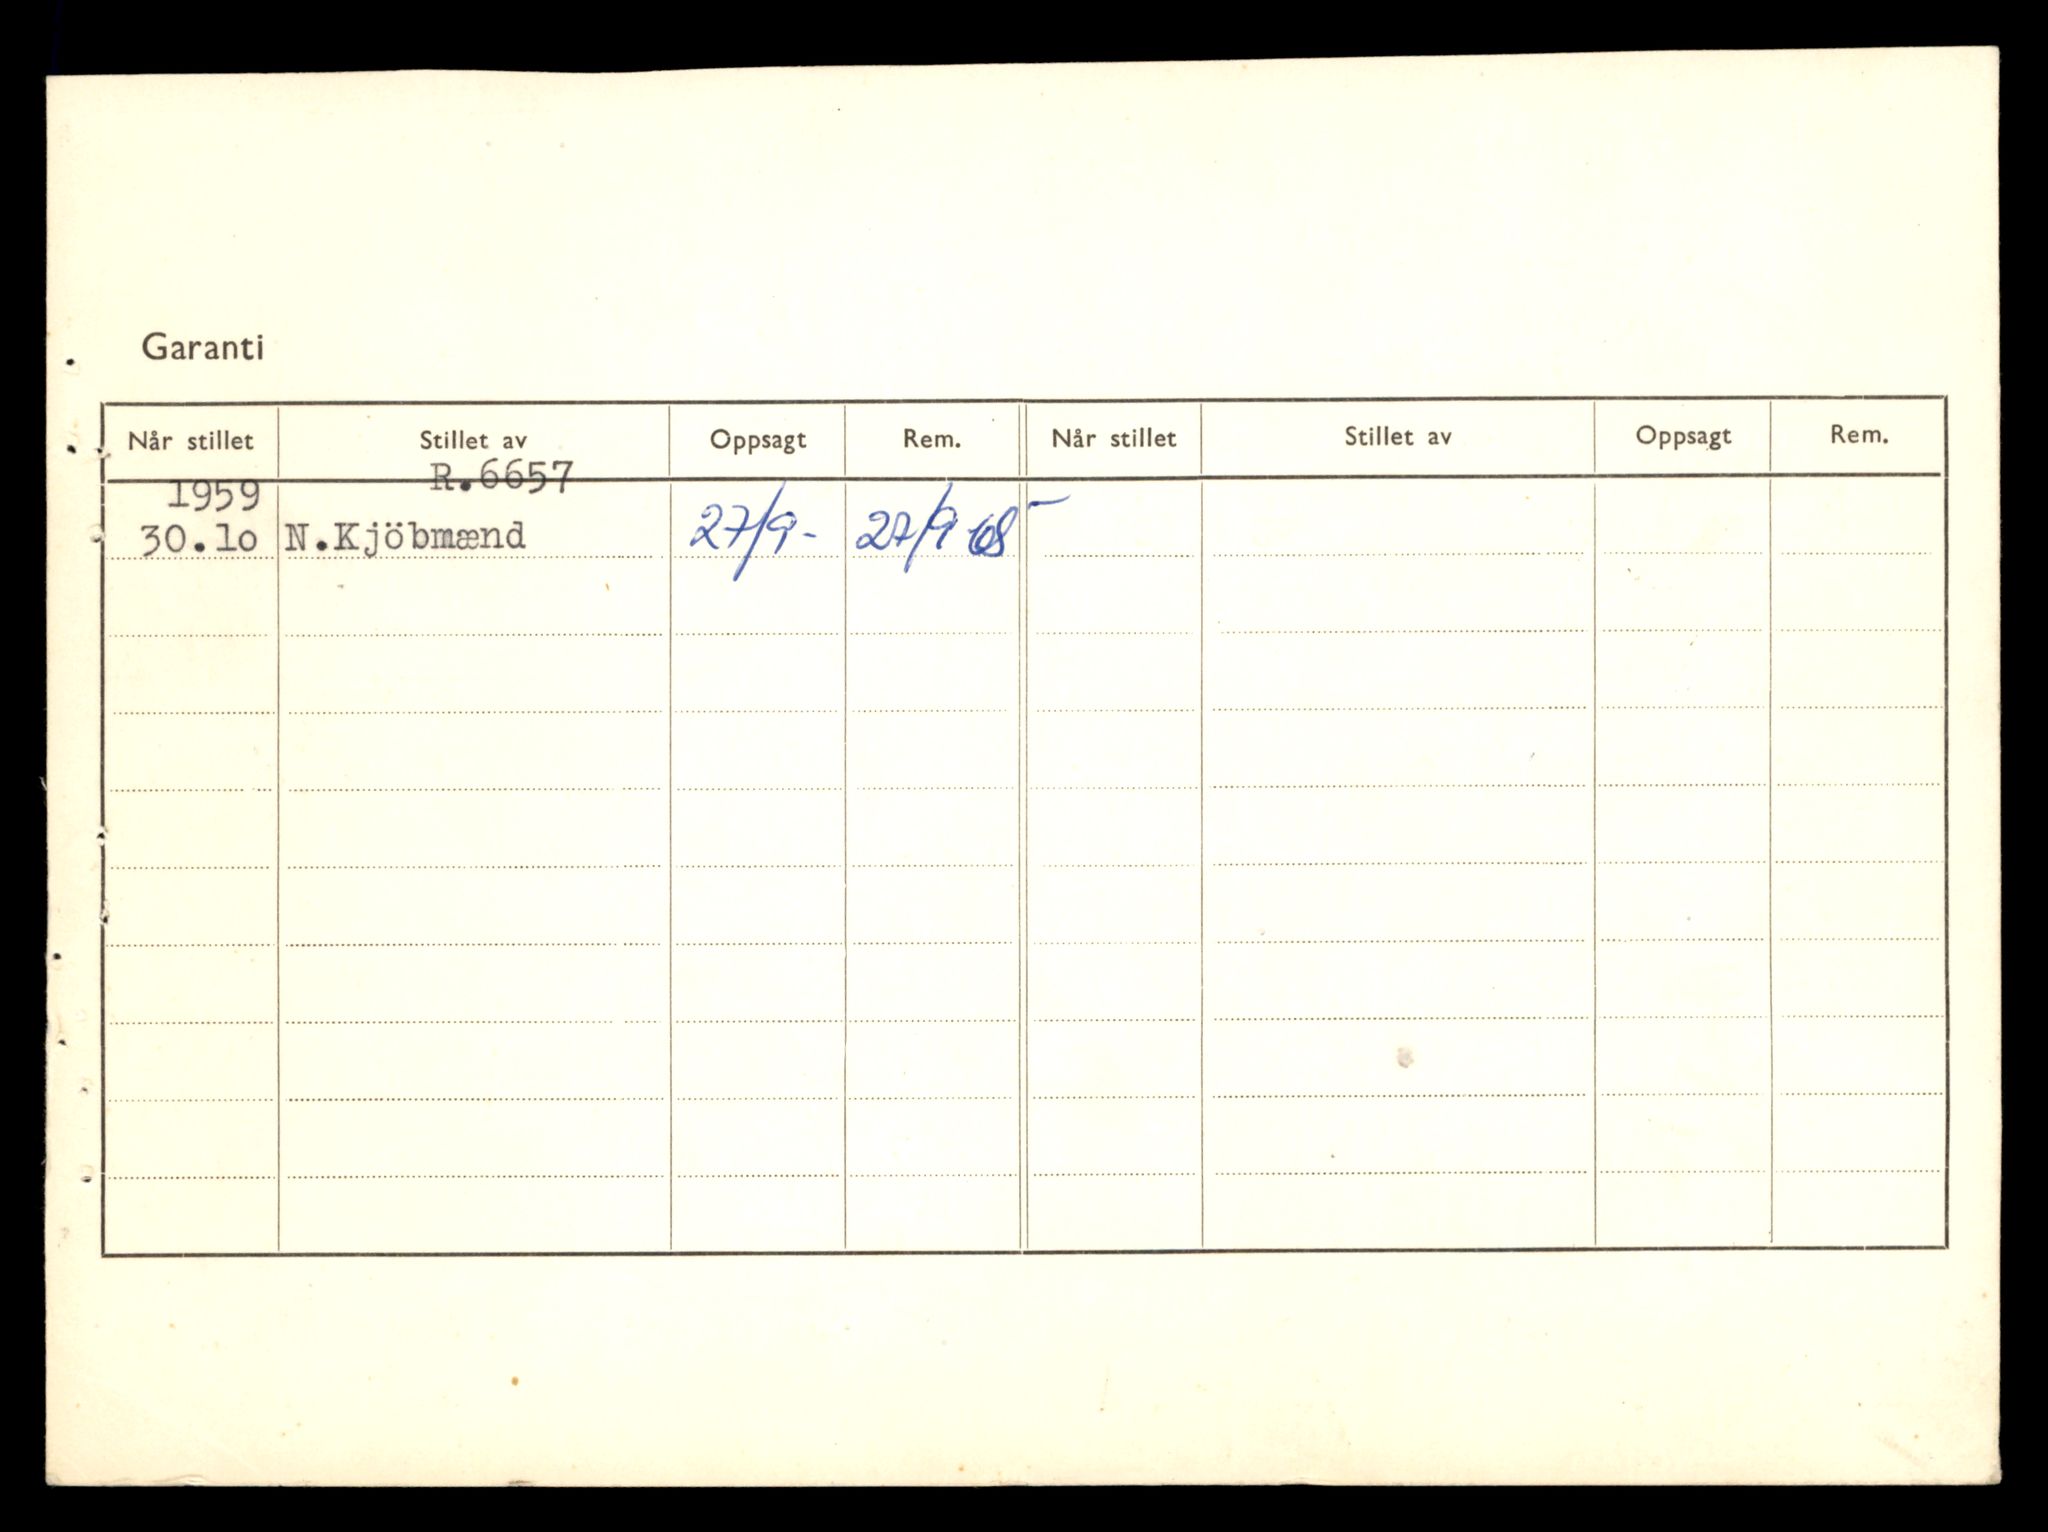 Garanti
Når stillet Stillet av Oppsagt Rem. Når stillet Stillet av Oppsagt Rem.
R.6657
1959
30.lo N.Kjöbmænd 27/9- 27/9 68